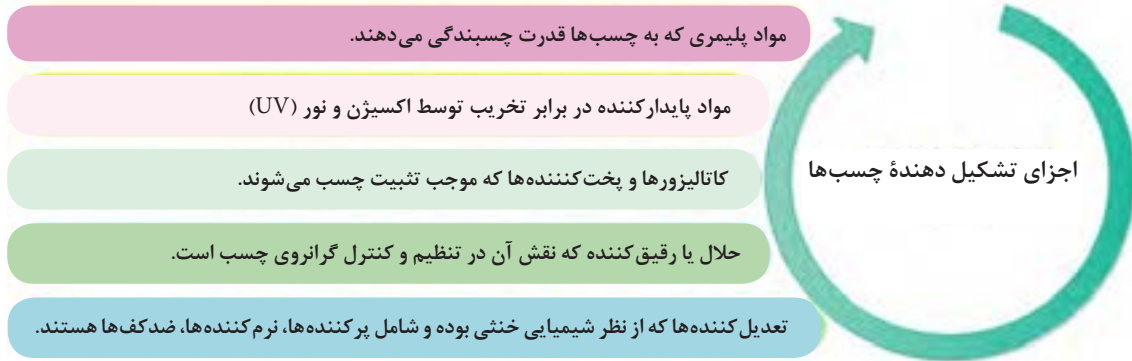 اجزای تشکیل دهندهٔ چسب‌ها
مواد پلیمری که به چسب‌ها قدرت چسبندگی می‌دهند.
مواد پایدارکننده در برابر تخریب توسط اکسیژن و نور (UV)
کاتالیزورها و پخت‌کنننده‌ها که موجب تثبیت چسب می‌شوند.
حلال یا رقیق‌کننده که نقش آن در تنظیم و کنترل گرانروی چسب است.
تعدیل‌کننده‌ها که از نظر شیمیایی خنثی بوده و شامل پرکننده‌ها، نرم‌کننده‌ها، ضدکف‌ها هستند.